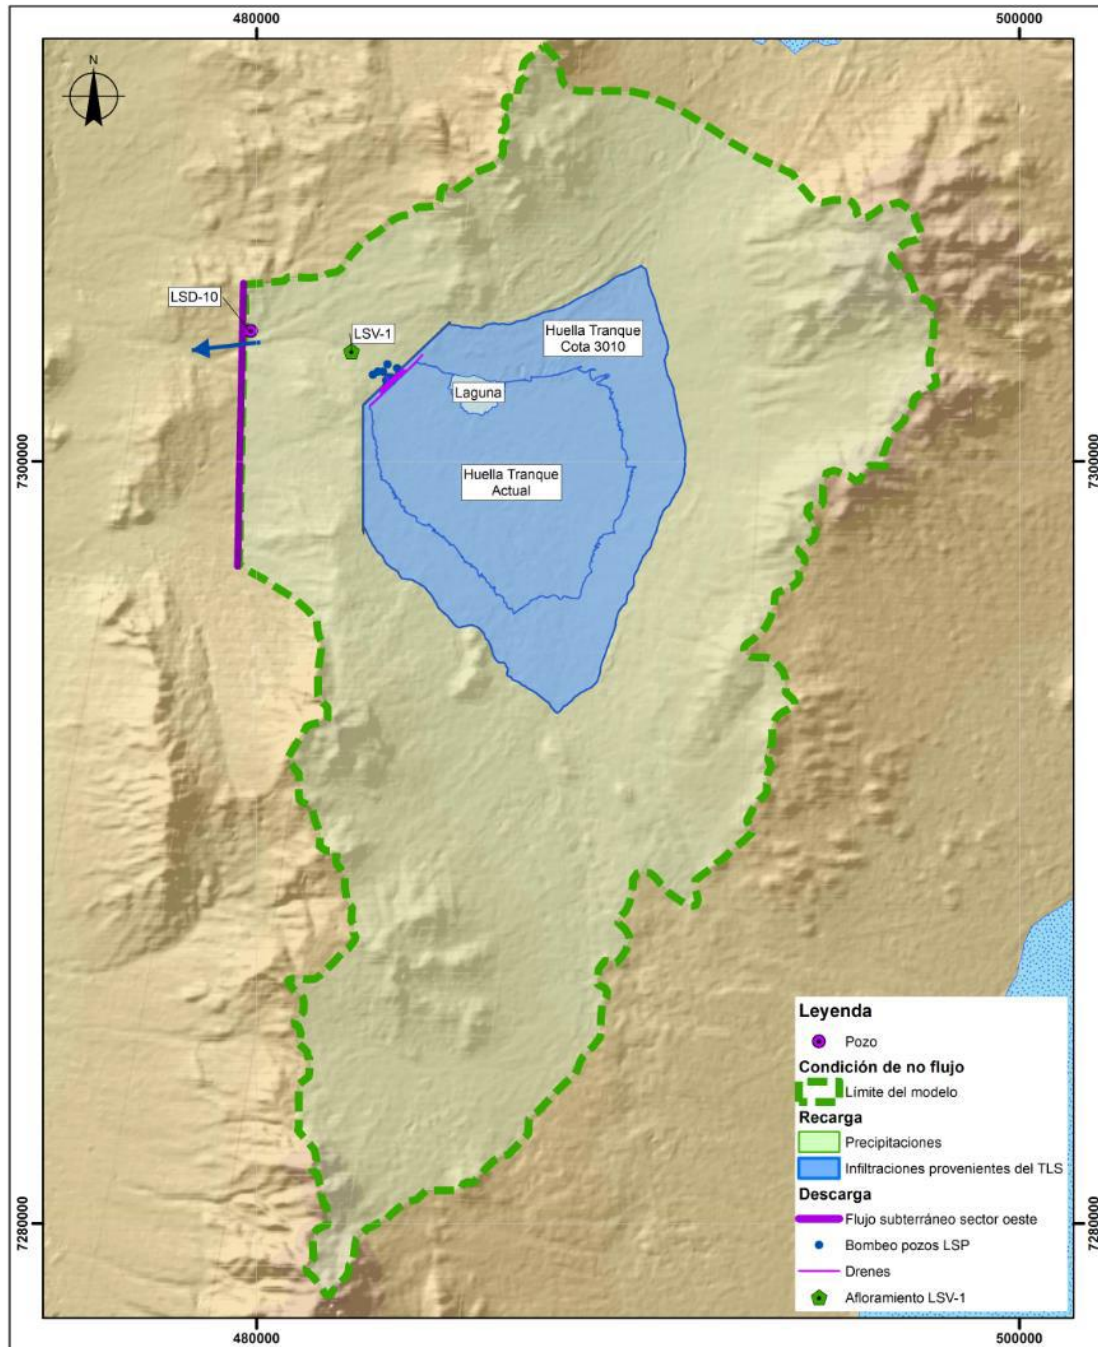 480000
500000
N
LSD-10
LSV-1
Huella Tranque
Cota 3010
Laguna
7300000
7300000
Huella Tranque
Actual
Leyenda
Pozo
Condición de no flujo
Límite del modelo
Recarga
Precipitaciones
Infiltraciones provenientes del TLS
Descarga
Flujo subterráneo sector oeste
Bombeo pozos LSP
Drenes
Afloramiento LSV-1
7280000
7280000
480000
500000